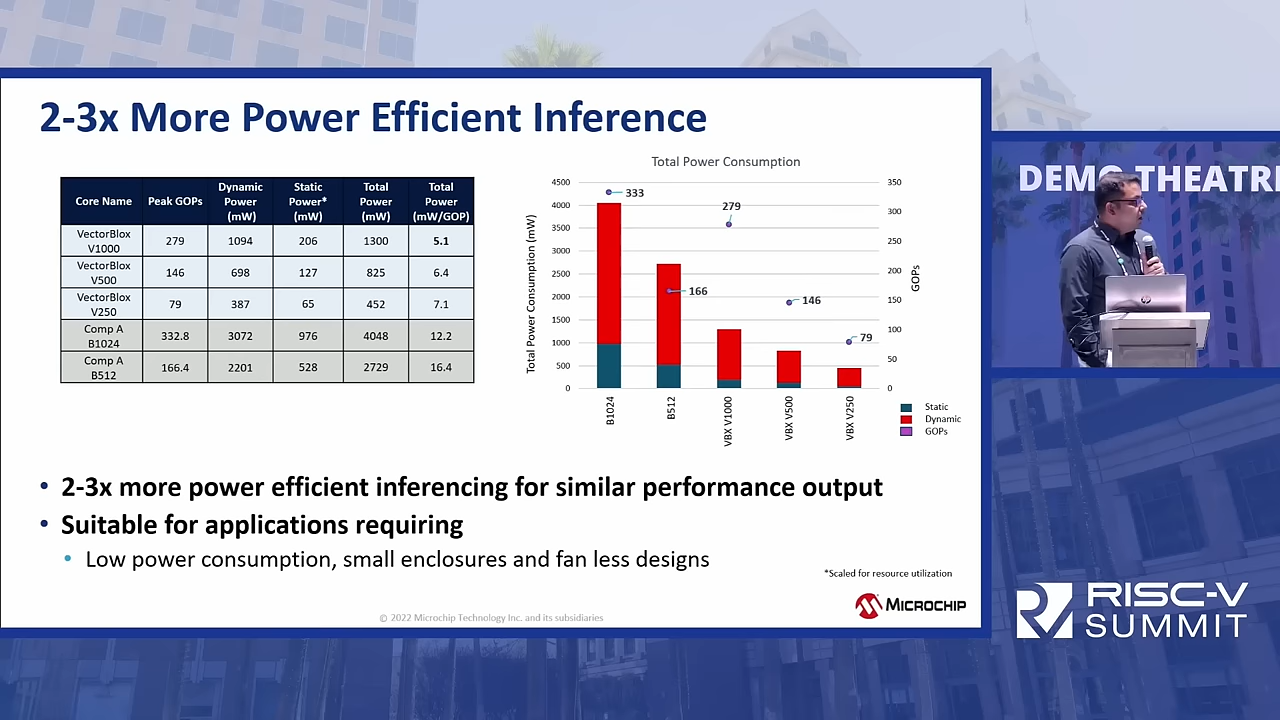 2-3x More Power Efficient Inference
Core Name Peak GOPs Dynamic Power (mW) Static Power* (mW) Total Power (mW) Total Power (mW/GOP)
VectorBlox V1000 279 1094 206 1300 5.1
VectorBlox V500 146 698 127 825 6.4
VectorBlox V250 79 387 65 452 7.1
Comp A B1024 332.8 3072 976 4048 12.2
Comp A B512 166.4 2201 528 2729 16.4
Total Power Consumption
Total Power Consumption (mW)
4500
4000
3500
3000
2500
2000
1500
1000
500
0
333
166
279
146
79
350
300
250
200
150
100
50
0
GOPs
B1024
B512
VBX V1000
VBX V500
VBX V250
Static
Dynamic
GOPs
• 2-3x more power efficient inferencing for similar performance output
• Suitable for applications requiring
• Low power consumption, small enclosures and fan less designs
*Scaled for resource utilization
MICROCHIP
© 2022 Microchip Technology Inc. and its subsidiaries
hp
RISC-V
SUMMIT